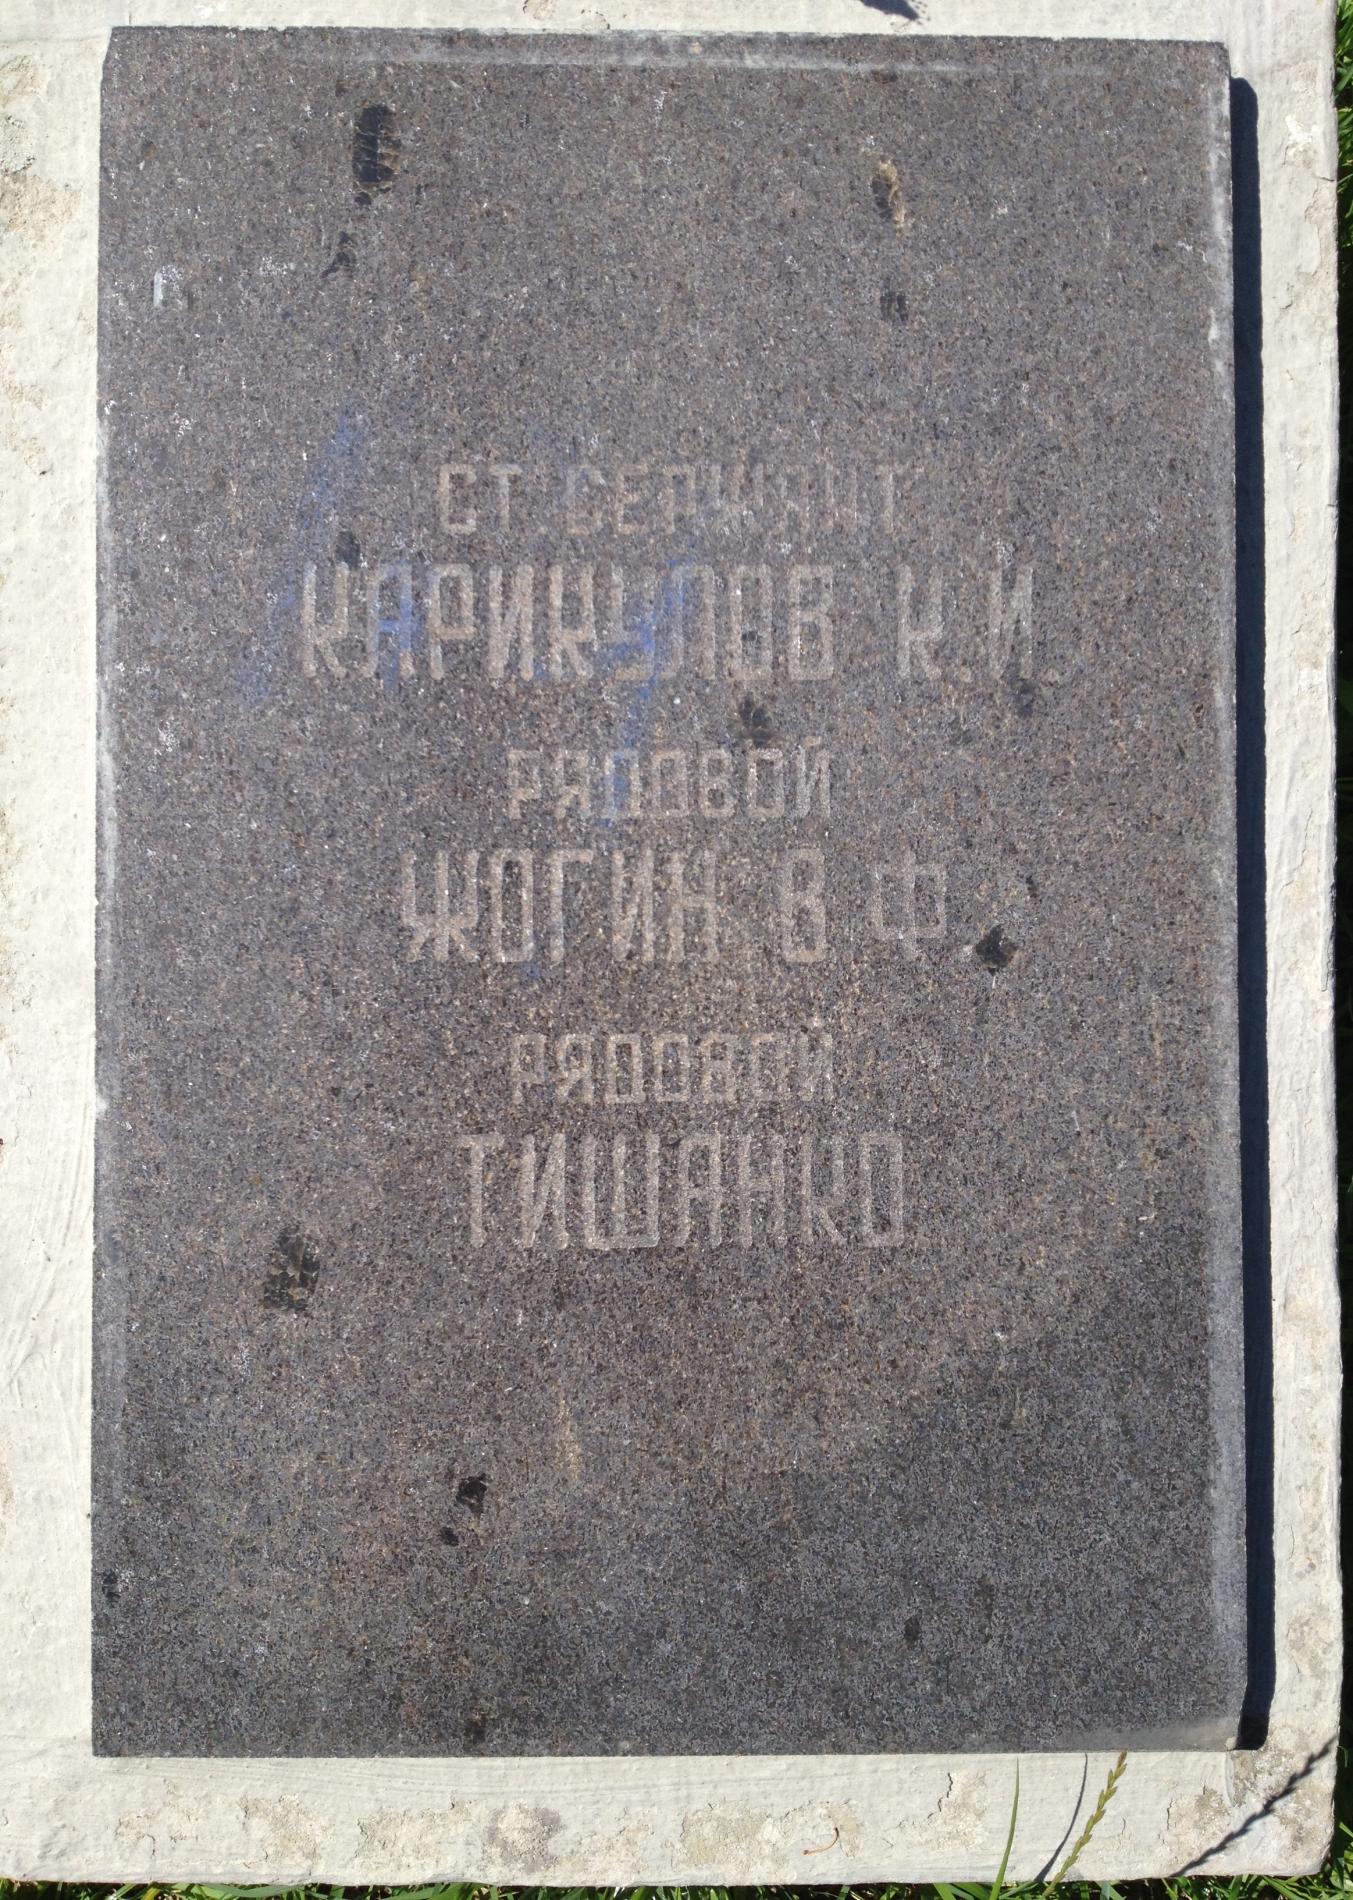 СТ. СЕРЖАНТ
КАРИКУЛОВ К.И.
РЯДОВОЙ
ЖОГИН В.Ф.
РЯДОВОЙ
ТИШАНКО